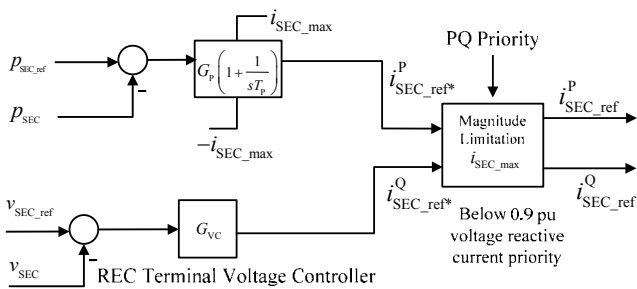 i_SEC_max
PQ Priority
p_SEC_ref
G_P (1 + 1/sT_P)
i^P_SEC_ref*
i^P_SEC_ref
p_SEC
-
−i_SEC_max
Magnitude
Limitation
i_SEC_max
v_SEC_ref
G_VC
i^Q_SEC_ref*
i^Q_SEC_ref
v_SEC
-
REC Terminal Voltage Controller
Below 0.9 pu
voltage reactive
current priority